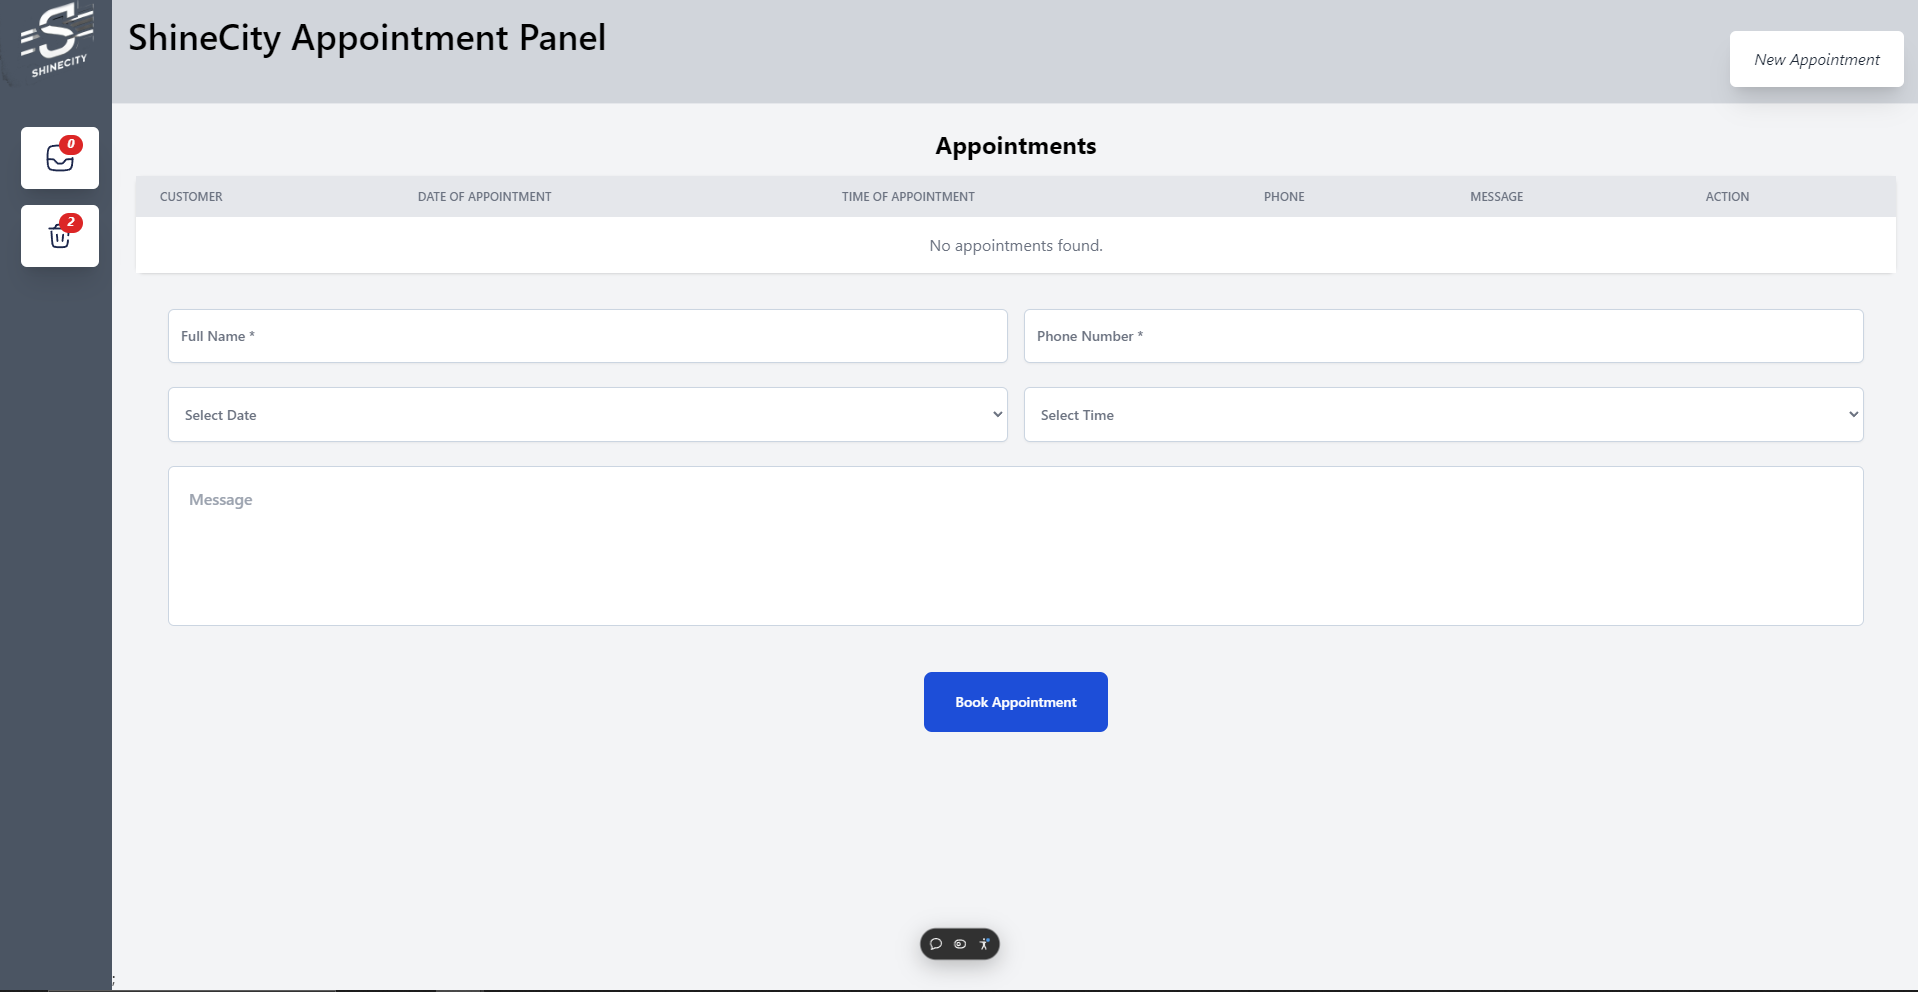 SHINECITY
ShineCity Appointment Panel
New Appointment
0
2
Appointments
CUSTOMER DATE OF APPOINTMENT TIME OF APPOINTMENT PHONE MESSAGE ACTION
No appointments found.
Full Name * Phone Number *
Select Date Select Time
Message
Book Appointment
;